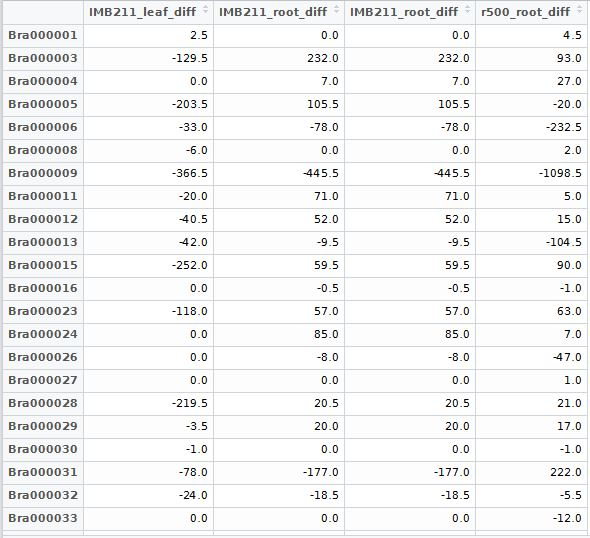 IMB211_leaf_diff IMB211_root_diff IMB211_root_diff r500_root_diff
Bra000001 2.5 0.0 0.0 4.5
Bra000003 -129.5 232.0 232.0 93.0
Bra000004 0.0 7.0 7.0 27.0
Bra000005 -203.5 105.5 105.5 -20.0
Bra000006 -33.0 -78.0 -78.0 -232.5
Bra000008 -6.0 0.0 0.0 2.0
Bra000009 -366.5 -445.5 -445.5 -1098.5
Bra000011 -20.0 71.0 71.0 5.0
Bra000012 -40.5 52.0 52.0 15.0
Bra000013 -42.0 -9.5 -9.5 -104.5
Bra000015 -252.0 59.5 59.5 90.0
Bra000016 0.0 -0.5 -0.5 -1.0
Bra000023 -118.0 57.0 57.0 63.0
Bra000024 0.0 85.0 85.0 7.0
Bra000026 0.0 -8.0 -8.0 -47.0
Bra000027 0.0 0.0 0.0 1.0
Bra000028 -219.5 20.5 20.5 21.0
Bra000029 -3.5 20.0 20.0 17.0
Bra000030 -1.0 0.0 0.0 -1.0
Bra000031 -78.0 -177.0 -177.0 222.0
Bra000032 -24.0 -18.5 -18.5 -5.5
Bra000033 0.0 0.0 0.0 -12.0